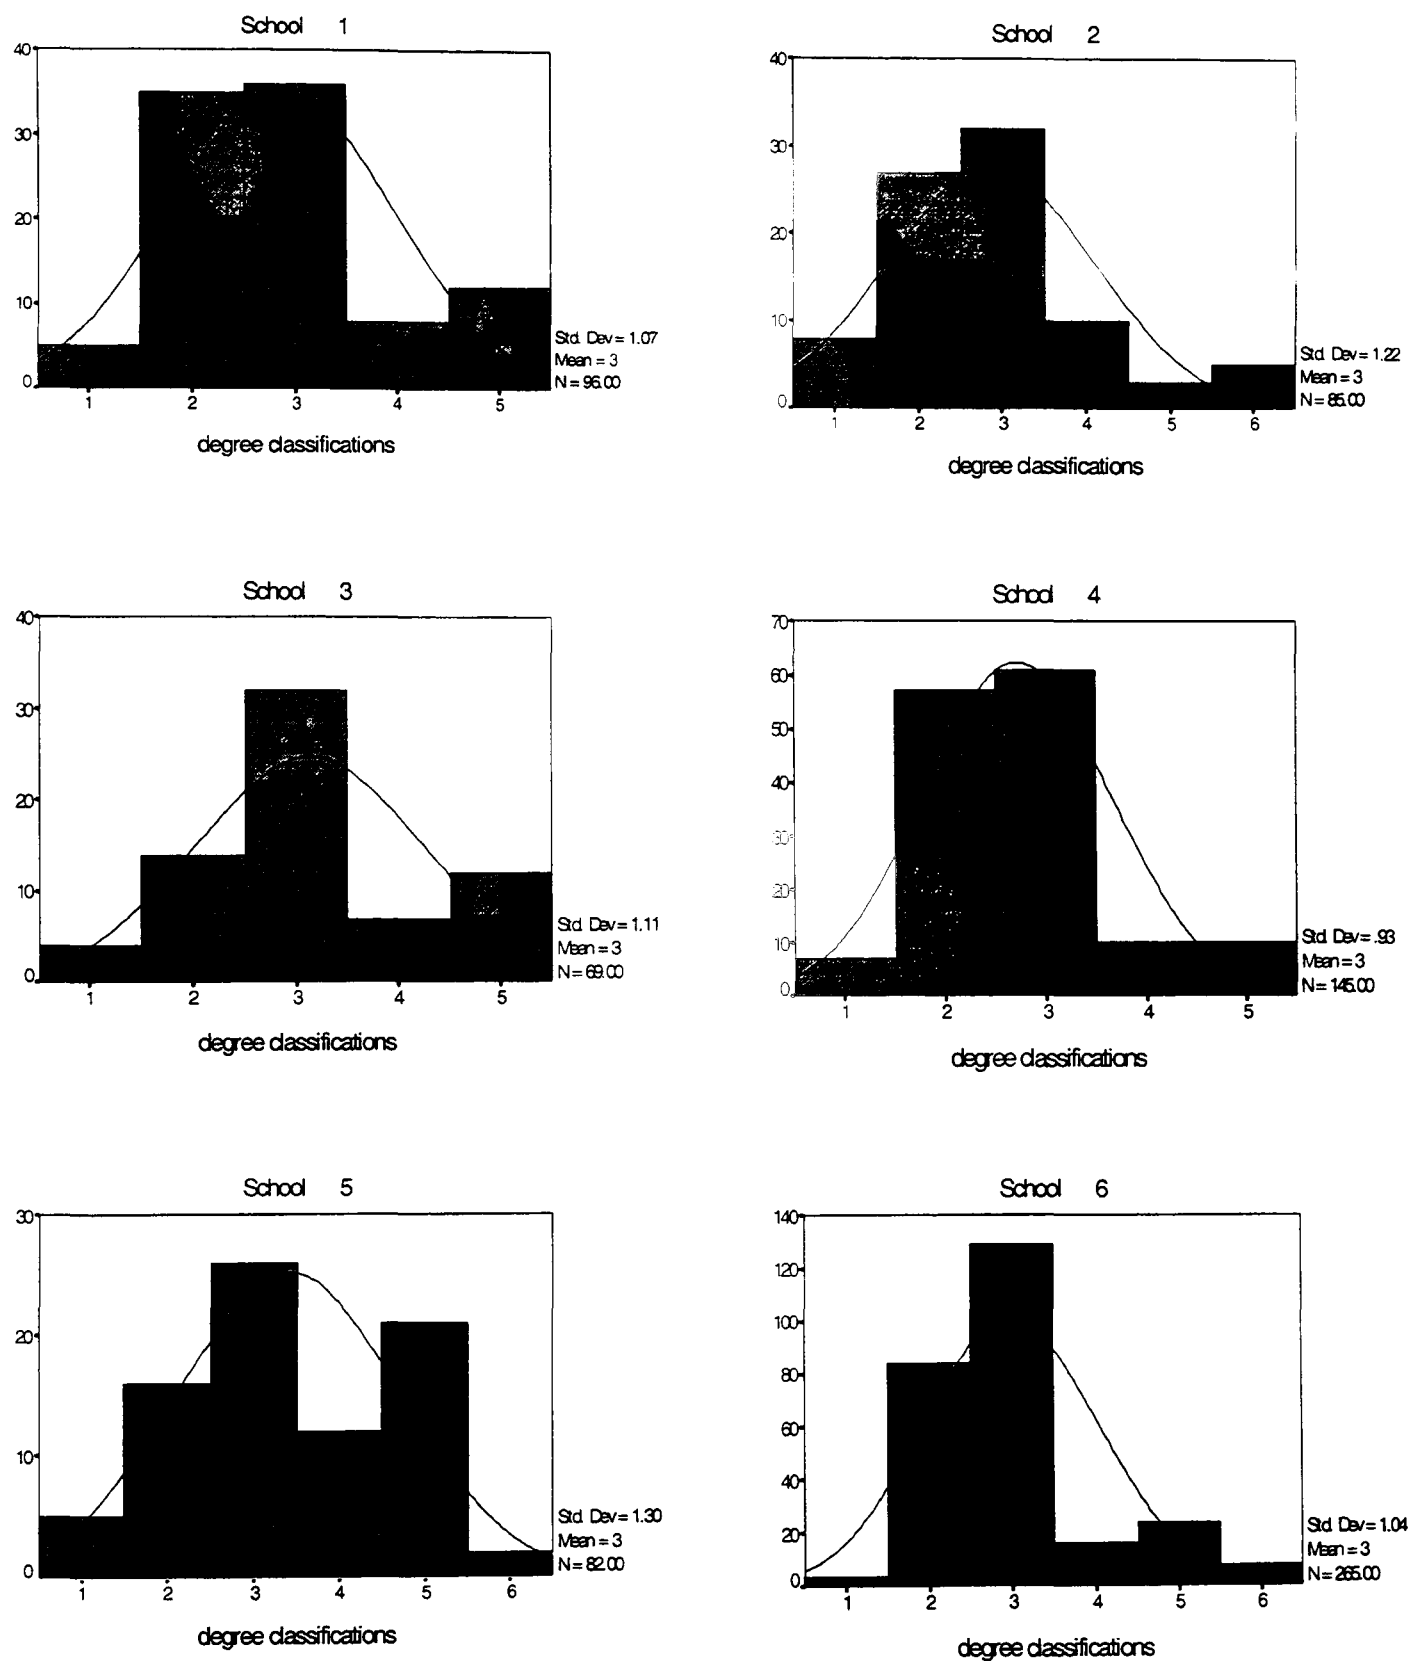 School 1
40
30
20
10
0
1 2 3 4 5
Std. Dev = 1.07
Mean = 3
N = 96.00
degree classifications
School 2
40
30
20
10
0
1 2 3 4 5 6
Std. Dev = 1.22
Mean = 3
N = 85.00
degree classifications
School 3
40
30
20
10
0
1 2 3 4 5
Std. Dev = 1.11
Mean = 3
N = 69.00
degree classifications
School 4
70
60
50
40
30
20
10
0
1 2 3 4 5
Std. Dev = .93
Mean = 3
N = 145.00
degree classifications
School 5
30
20
10
0
1 2 3 4 5 6
Std. Dev = 1.30
Mean = 3
N = 82.00
degree classifications
School 6
140
120
100
80
60
40
20
0
1 2 3 4 5 6
Std. Dev = 1.04
Mean = 3
N = 265.00
degree classifications